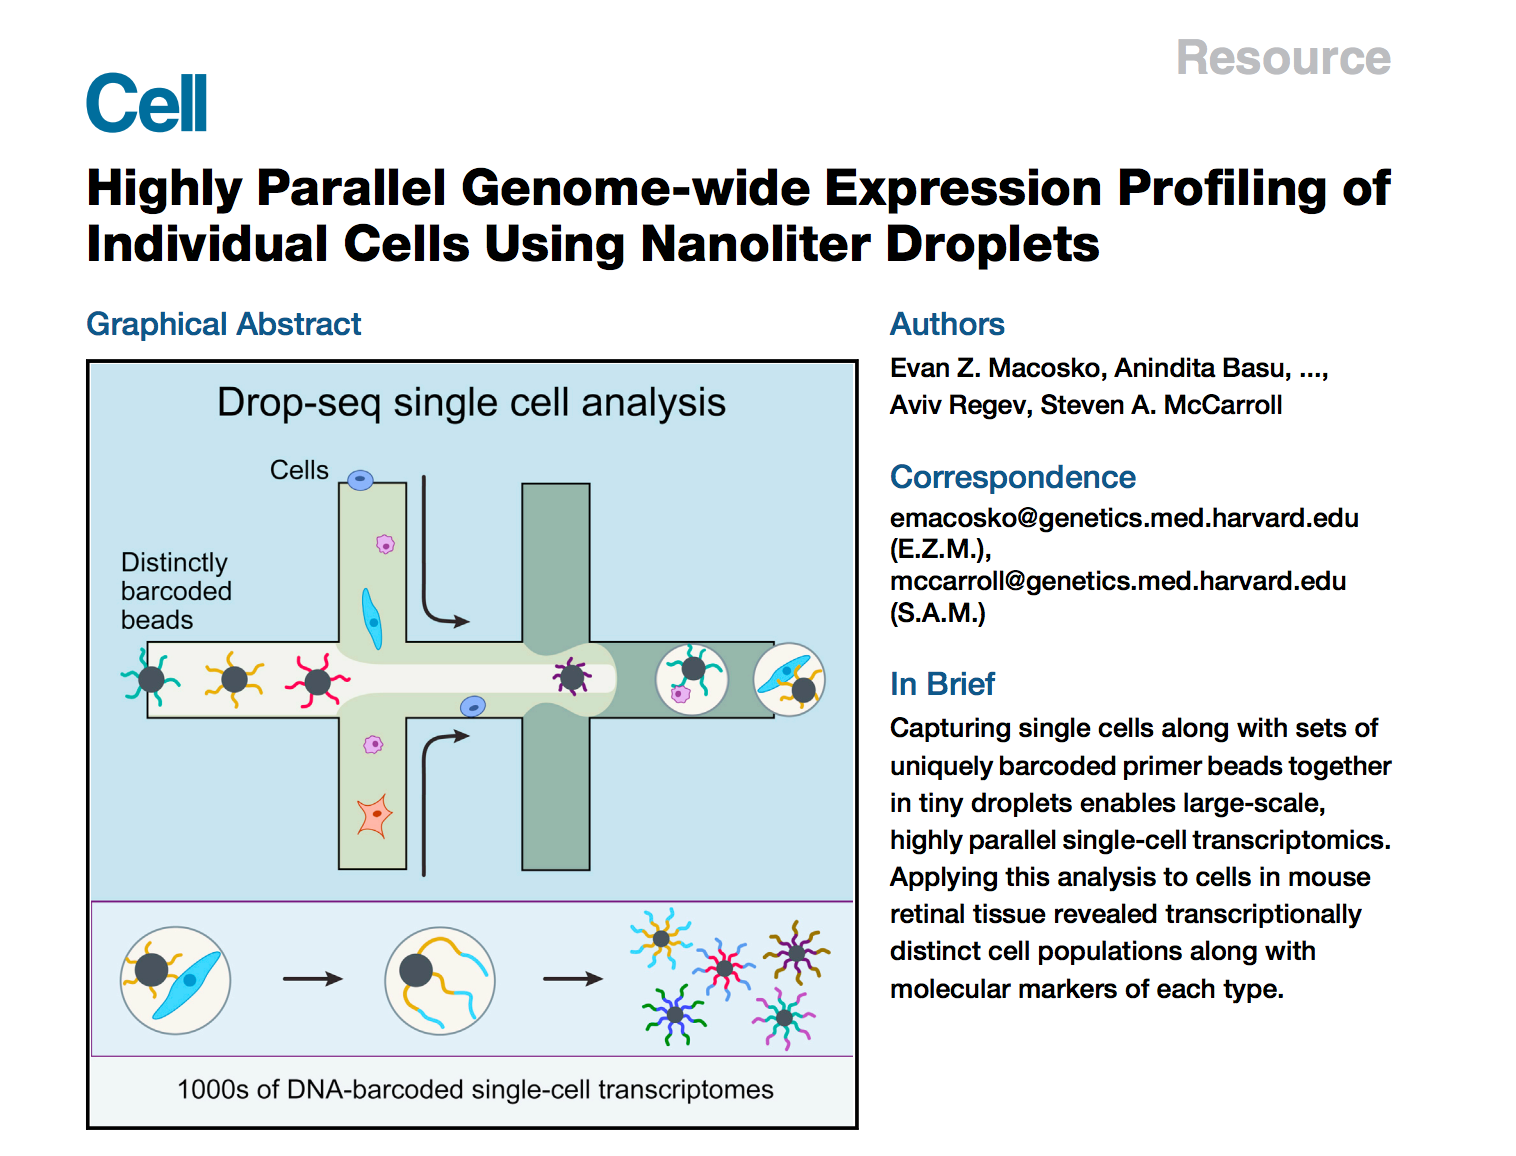 Resource
Cell
Highly Parallel Genome-wide Expression Profiling of
Individual Cells Using Nanoliter Droplets
Graphical Abstract
Drop-seq single cell analysis
Cells
Distinctly
barcoded
beads
1000s of DNA-barcoded single-cell transcriptomes
Authors
Evan Z. Macosko, Anindita Basu, ...,
Aviv Regev, Steven A. McCarroll
Correspondence
emacosko@genetics.med.harvard.edu
(E.Z.M.),
mccarroll@genetics.med.harvard.edu
(S.A.M.)
In Brief
Capturing single cells along with sets of
uniquely barcoded primer beads together
in tiny droplets enables large-scale,
highly parallel single-cell transcriptomics.
Applying this analysis to cells in mouse
retinal tissue revealed transcriptionally
distinct cell populations along with
molecular markers of each type.